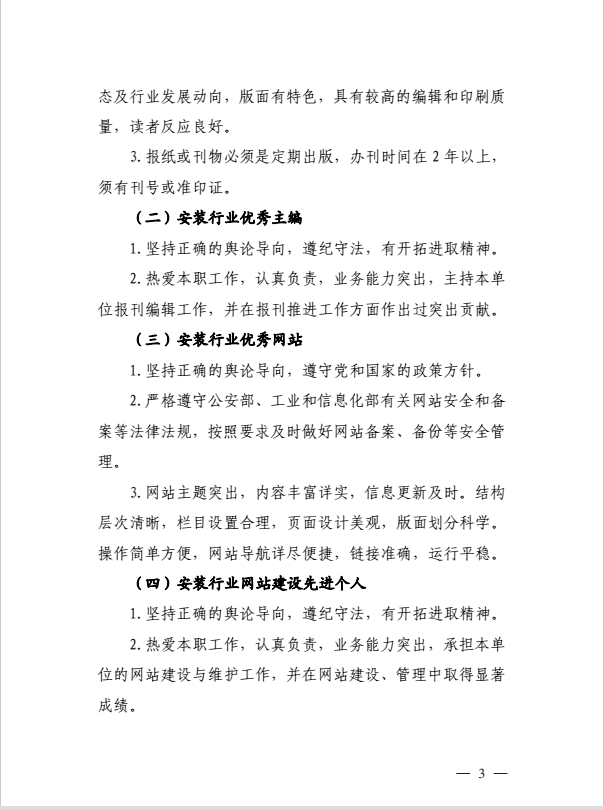 态及行业发展动向，版面有特色，具有较高的编辑和印刷质
量，读者反应良好。
3. 报纸或刊物必须是定期出版，办刊时间在 2 年以上，
须有刊号或准印证。
（二）安装行业优秀主编
1. 坚持正确的舆论导向，遵纪守法，有开拓进取精神。
2. 热爱本职工作，认真负责，业务能力突出，主持本单
位报刊编辑工作，并在报刊推进工作方面作出过突出贡献。
（三）安装行业优秀网站
1. 坚持正确的舆论导向，遵守党和国家的政策方针。
2. 严格遵守公安部、工业和信息化部有关网站安全和备
案等法律法规，按照要求及时做好网站备案、备份等安全管
理。
3. 网站主题突出，内容丰富详实，信息更新及时。结构
层次清晰，栏目设置合理，页面设计美观，版面划分科学。
操作简单方便，网站导航详尽便捷，链接准确，运行平稳。
（四）安装行业网站建设先进个人
1. 坚持正确的舆论导向，遵纪守法，有开拓进取精神。
2. 热爱本职工作，认真负责，业务能力突出，承担本单
位的网站建设与维护工作，并在网站建设、管理中取得显著
成绩。
— 3 —